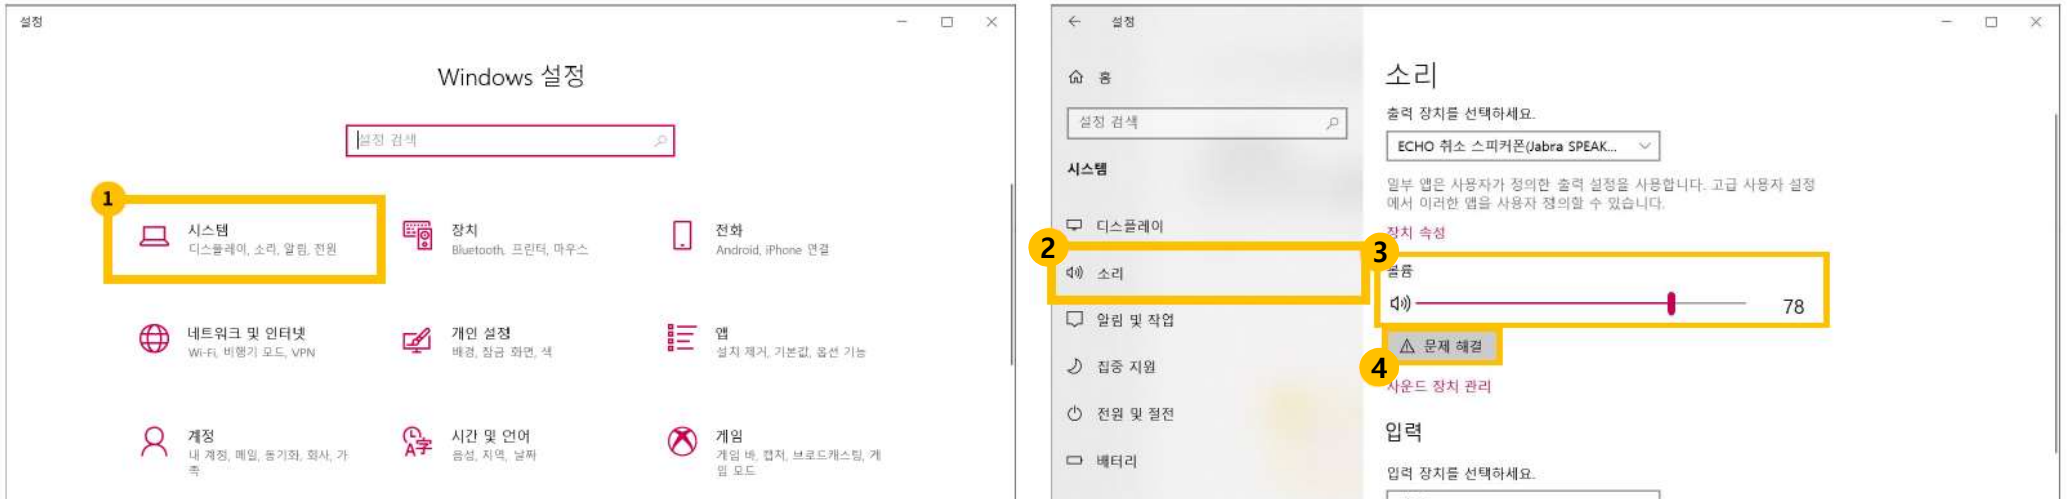 설정
Windows 설정
설정 검색
1
시스템
디스플레이, 소리, 알림, 전원
장치
Bluetooth, 프린터, 마우스
전화
Android, iPhone 연결
네트워크 및 인터넷
Wi-Fi, 비행기 모드, VPN
개인 설정
배경, 잠금 화면, 색
앱
설치 제거, 기본값, 옵션 기능
계정
내 계정, 메일, 동기화, 회사, 가
족
시간 및 언어
음성, 지역, 날짜
게임
게임 바, 캡처, 브로드캐스팅, 게
임 모드
설정
홈
설정 검색
시스템
디스플레이
2
소리
알림 및 작업
집중 지원
전원 및 절전
배터리
소리
출력 장치를 선택하세요.
ECHO 취소 스피커폰(Jabra SPEAK...
일부 앱은 사용자가 정의한 출력 설정을 사용합니다. 고급 사용자 설정
에서 이러한 앱을 사용자 정의할 수 있습니다.
장치 속성
3
볼륨
78
문제 해결
4
사운드 장치 관리
입력
입력 장치를 선택하세요.